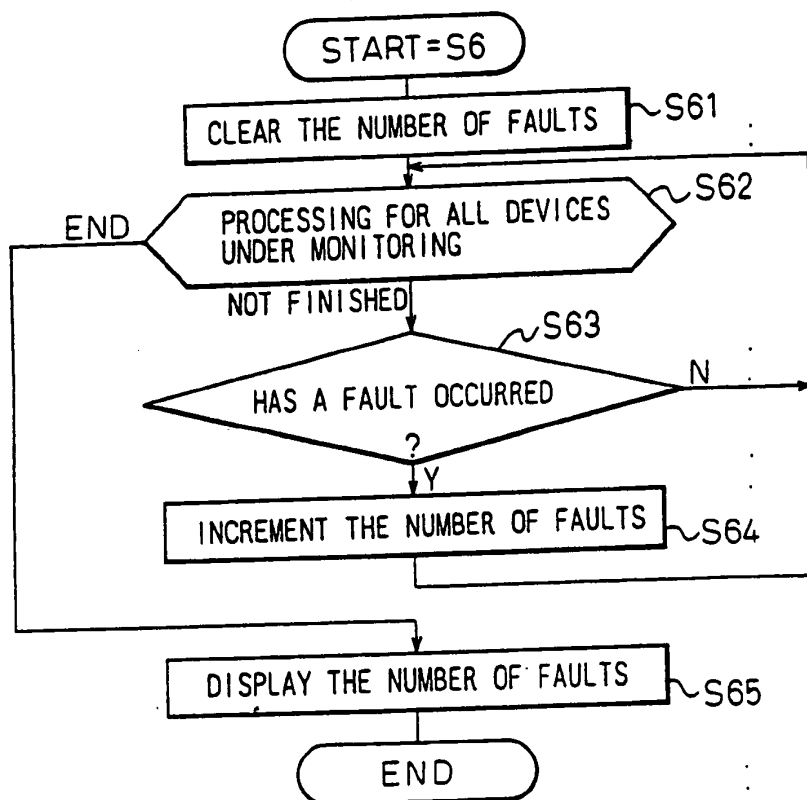 START=S6
CLEAR THE NUMBER OF FAULTS
S61
PROCESSING FOR ALL DEVICES
UNDER MONITORING
S62
END
NOT FINISHED
S63
HAS A FAULT OCCURRED
?
N
Y
INCREMENT THE NUMBER OF FAULTS
S64
DISPLAY THE NUMBER OF FAULTS
S65
END